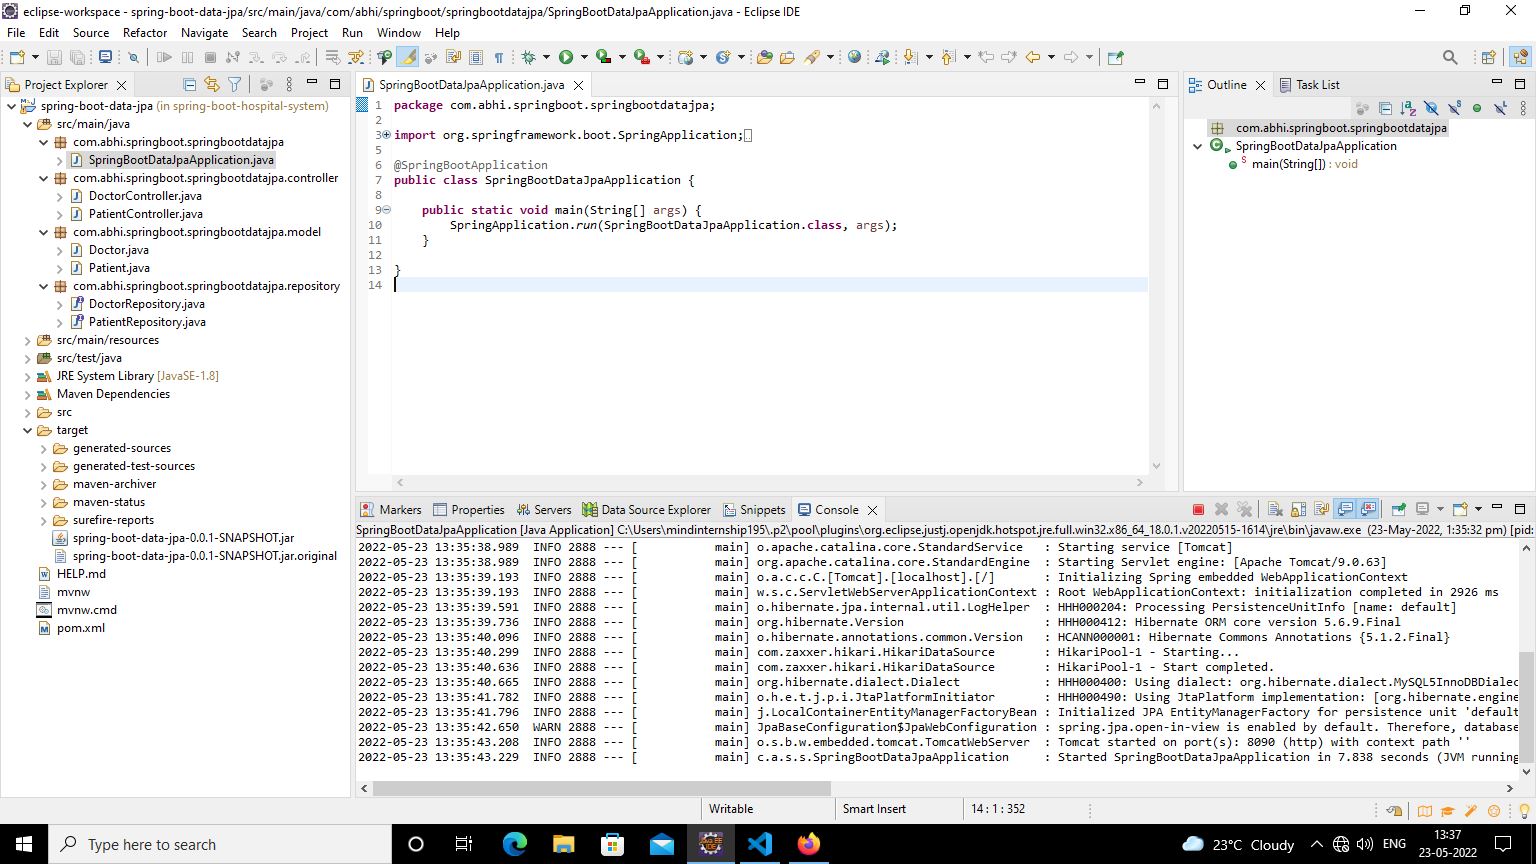 eclipse-workspace - spring-boot-data-jpa/src/main/java/com/abhi/springboot/springbootdatajpa/SpringBootDataJpaApplication.java - Eclipse IDE
File Edit Source Refactor Navigate Search Project Run Window Help
Project Explorer
spring-boot-data-jpa (in spring-boot-hospital-system)
src/main/java
com.abhi.springboot.springbootdatajpa
SpringBootDataJpaApplication.java
com.abhi.springboot.springbootdatajpa.controller
DoctorController.java
PatientController.java
com.abhi.springboot.springbootdatajpa.model
Doctor.java
Patient.java
com.abhi.springboot.springbootdatajpa.repository
DoctorRepository.java
PatientRepository.java
src/main/resources
src/test/java
JRE System Library [JavaSE-1.8]
Maven Dependencies
src
target
generated-sources
generated-test-sources
maven-archiver
maven-status
surefire-reports
spring-boot-data-jpa-0.0.1-SNAPSHOT.jar
spring-boot-data-jpa-0.0.1-SNAPSHOT.jar.original
HELP.md
mvnw
mvnw.cmd
pom.xml
SpringBootDataJpaApplication.java
1 package com.abhi.springboot.springbootdatajpa;
2
3 import org.springframework.boot.SpringApplication;
5
6 @SpringBootApplication
7 public class SpringBootDataJpaApplication {
8
9 public static void main(String[] args) {
10 SpringApplication.run(SpringBootDataJpaApplication.class, args);
11 }
12
13 }
14
Outline Task List
com.abhi.springboot.springbootdatajpa
SpringBootDataJpaApplication
main(String[]) : void
Markers Properties Servers Data Source Explorer Snippets Console
SpringBootDataJpaApplication [Java Application] C:\Users\mindinternship195\.p2\pool\plugins\org.eclipse.justj.openjdk.hotspot.jre.full.win32.x86_64_18.0.1.v20220515-1614\jre\bin\javaw.exe (23-May-2022, 1:35:32 pm) [pid:
2022-05-23 13:35:38.989 INFO 2888 --- [ main] o.apache.catalina.core.StandardService : Starting service [Tomcat]
2022-05-23 13:35:38.989 INFO 2888 --- [ main] org.apache.catalina.core.StandardEngine : Starting Servlet engine: [Apache Tomcat/9.0.63]
2022-05-23 13:35:39.193 INFO 2888 --- [ main] o.a.c.c.C.[Tomcat].[localhost].[/] : Initializing Spring embedded WebApplicationContext
2022-05-23 13:35:39.193 INFO 2888 --- [ main] w.s.c.ServletWebServerApplicationContext : Root WebApplicationContext: initialization completed in 2926 ms
2022-05-23 13:35:39.591 INFO 2888 --- [ main] o.hibernate.jpa.internal.util.LogHelper : HHH000204: Processing PersistenceUnitInfo [name: default]
2022-05-23 13:35:39.736 INFO 2888 --- [ main] org.hibernate.Version : HHH000412: Hibernate ORM core version 5.6.9.Final
2022-05-23 13:35:40.096 INFO 2888 --- [ main] o.hibernate.annotations.common.Version : HCANN000001: Hibernate Commons Annotations {5.1.2.Final}
2022-05-23 13:35:40.299 INFO 2888 --- [ main] com.zaxxer.hikari.HikariDataSource : HikariPool-1 - Starting...
2022-05-23 13:35:40.636 INFO 2888 --- [ main] com.zaxxer.hikari.HikariDataSource : HikariPool-1 - Start completed.
2022-05-23 13:35:40.665 INFO 2888 --- [ main] org.hibernate.dialect.Dialect : HHH000400: Using dialect: org.hibernate.dialect.MySQL5InnoDBDialec
2022-05-23 13:35:41.782 INFO 2888 --- [ main] o.h.e.t.j.p.i.JtaPlatformInitiator : HHH000490: Using JtaPlatform implementation: [org.hibernate.engine
2022-05-23 13:35:41.796 INFO 2888 --- [ main] j.LocalContainerEntityManagerFactoryBean : Initialized JPA EntityManagerFactory for persistence unit 'default
2022-05-23 13:35:42.650 WARN 2888 --- [ main] JpaBaseConfiguration$JpaWebConfiguration : spring.jpa.open-in-view is enabled by default. Therefore, database
2022-05-23 13:35:43.208 INFO 2888 --- [ main] o.s.b.w.embedded.tomcat.TomcatWebServer : Tomcat started on port(s): 8090 (http) with context path ''
2022-05-23 13:35:43.229 INFO 2888 --- [ main] c.a.s.s.SpringBootDataJpaApplication : Started SpringBootDataJpaApplication in 7.838 seconds (JVM running
Writable Smart Insert 14 : 1 : 352
Type here to search
23°C Cloudy ENG 13:37
23-05-2022